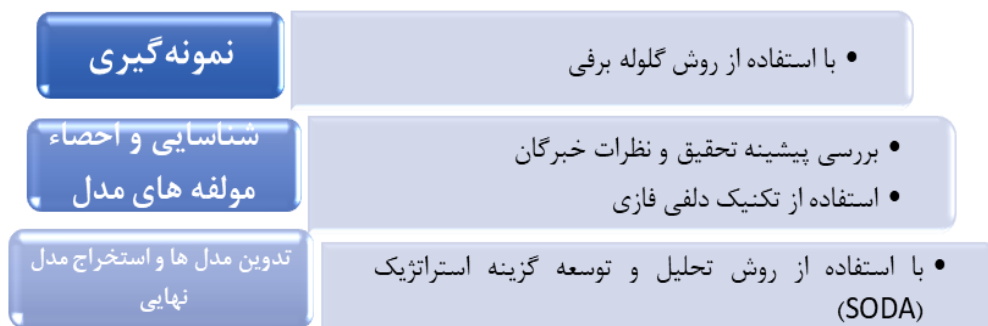 نمونه‌گیری
• با استفاده از روش گلوله برفی
شناسایی و احصاء
مولفه های مدل
• بررسی پیشینه تحقیق و نظرات خبرگان
• استفاده از تکنیک دلفی فازی
تدوین مدل ها و استخراج مدل
نهایی
• با استفاده از روش تحلیل و توسعه گزینه استراتژیک
(SODA)